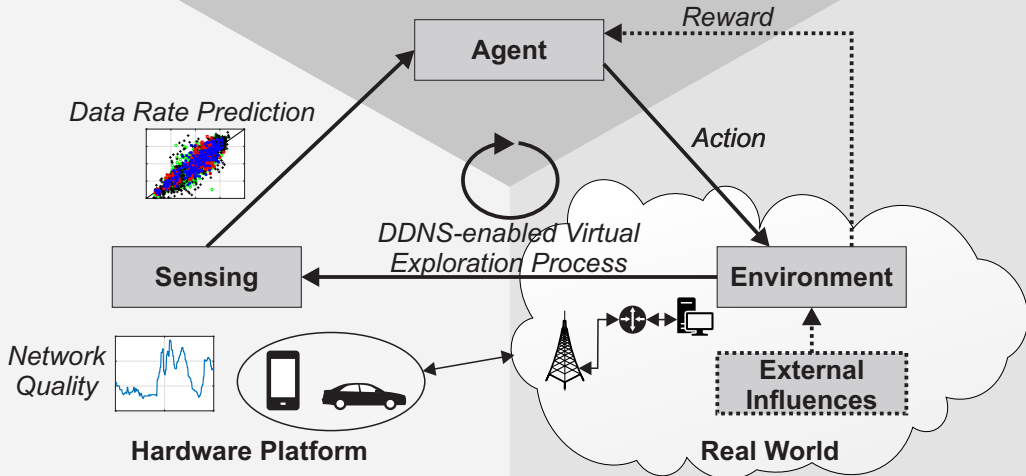 Reward
Agent
Data Rate Prediction
Action
DDNS-enabled Virtual
Exploration Process
Sensing
Environment
Network
Quality
External
Influences
Hardware Platform
Real World